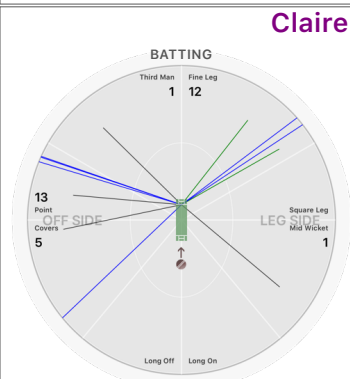 Claire
BATTING
Third Man Fine Leg
1 12
13
Point
OFF SIDE
Covers
5
Square Leg
LEG SIDE
Mid Wicket
1
Long Off Long On